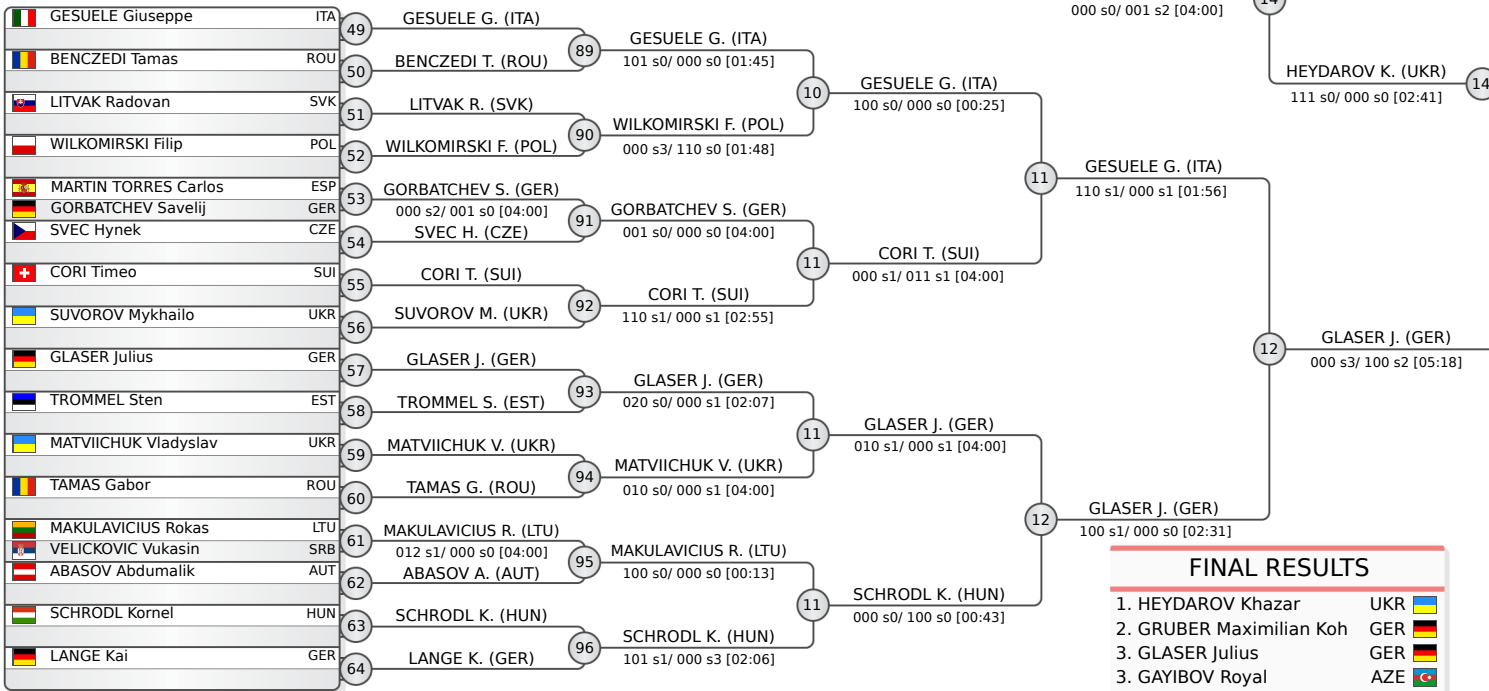 GESUELE Giuseppe ITA
BENCZEDI Tamas ROU
LITVAK Radovan SVK
WILKOMIRSKI Filip POL
MARTIN TORRES Carlos ESP
GORBATCHEV Savelij GER
SVEC Hynek CZE
CORI Timeo SUI
SUVOROV Mykhailo UKR
GLASER Julius GER
TROMMEL Sten EST
MATVIICHUK Vladyslav UKR
TAMAS Gabor ROU
MAKULAVICIUS Rokas LTU
VELICKOVIC Vukasin SRB
ABASOV Abdumalik AUT
SCHRODL Kornel HUN
LANGE Kai GER
49
50
51
52
53
54
55
56
57
58
59
60
61
62
63
64
GESUELE G. (ITA)
BENCZEDI T. (ROU)
LITVAK R. (SVK)
WILKOMIRSKI F. (POL)
GORBATCHEV S. (GER)
000 s2/ 001 s0 [04:00]
SVEC H. (CZE)
CORI T. (SUI)
SUVOROV M. (UKR)
GLASER J. (GER)
TROMMEL S. (EST)
MATVIICHUK V. (UKR)
TAMAS G. (ROU)
MAKULAVICIUS R. (LTU)
012 s1/ 000 s0 [04:00]
ABASOV A. (AUT)
SCHRODL K. (HUN)
LANGE K. (GER)
89
90
91
92
93
94
95
96
GESUELE G. (ITA)
101 s0/ 000 s0 [01:45]
WILKOMIRSKI F. (POL)
000 s3/ 110 s0 [01:48]
GORBATCHEV S. (GER)
001 s0/ 000 s0 [04:00]
CORI T. (SUI)
110 s1/ 000 s1 [02:55]
GLASER J. (GER)
020 s0/ 000 s1 [02:07]
MATVIICHUK V. (UKR)
010 s0/ 000 s1 [04:00]
MAKULAVICIUS R. (LTU)
100 s0/ 000 s0 [00:13]
SCHRODL K. (HUN)
101 s1/ 000 s3 [02:06]
10
11
11
11
GESUELE G. (ITA)
100 s0/ 000 s0 [00:25]
CORI T. (SUI)
000 s1/ 011 s1 [04:00]
GLASER J. (GER)
010 s1/ 000 s1 [04:00]
SCHRODL K. (HUN)
000 s0/ 100 s0 [00:43]
11
12
000 s0/ 001 s2 [04:00]
GESUELE G. (ITA)
110 s1/ 000 s1 [01:56]
GLASER J. (GER)
100 s1/ 000 s0 [02:31]
14
12
HEYDAROV K. (UKR)
111 s0/ 000 s0 [02:41]
GLASER J. (GER)
000 s3/ 100 s2 [05:18]
14
FINAL RESULTS
1. HEYDAROV Khazar UKR
2. GRUBER Maximilian Koh GER
3. GLASER Julius GER
3. GAYIBOV Royal AZE